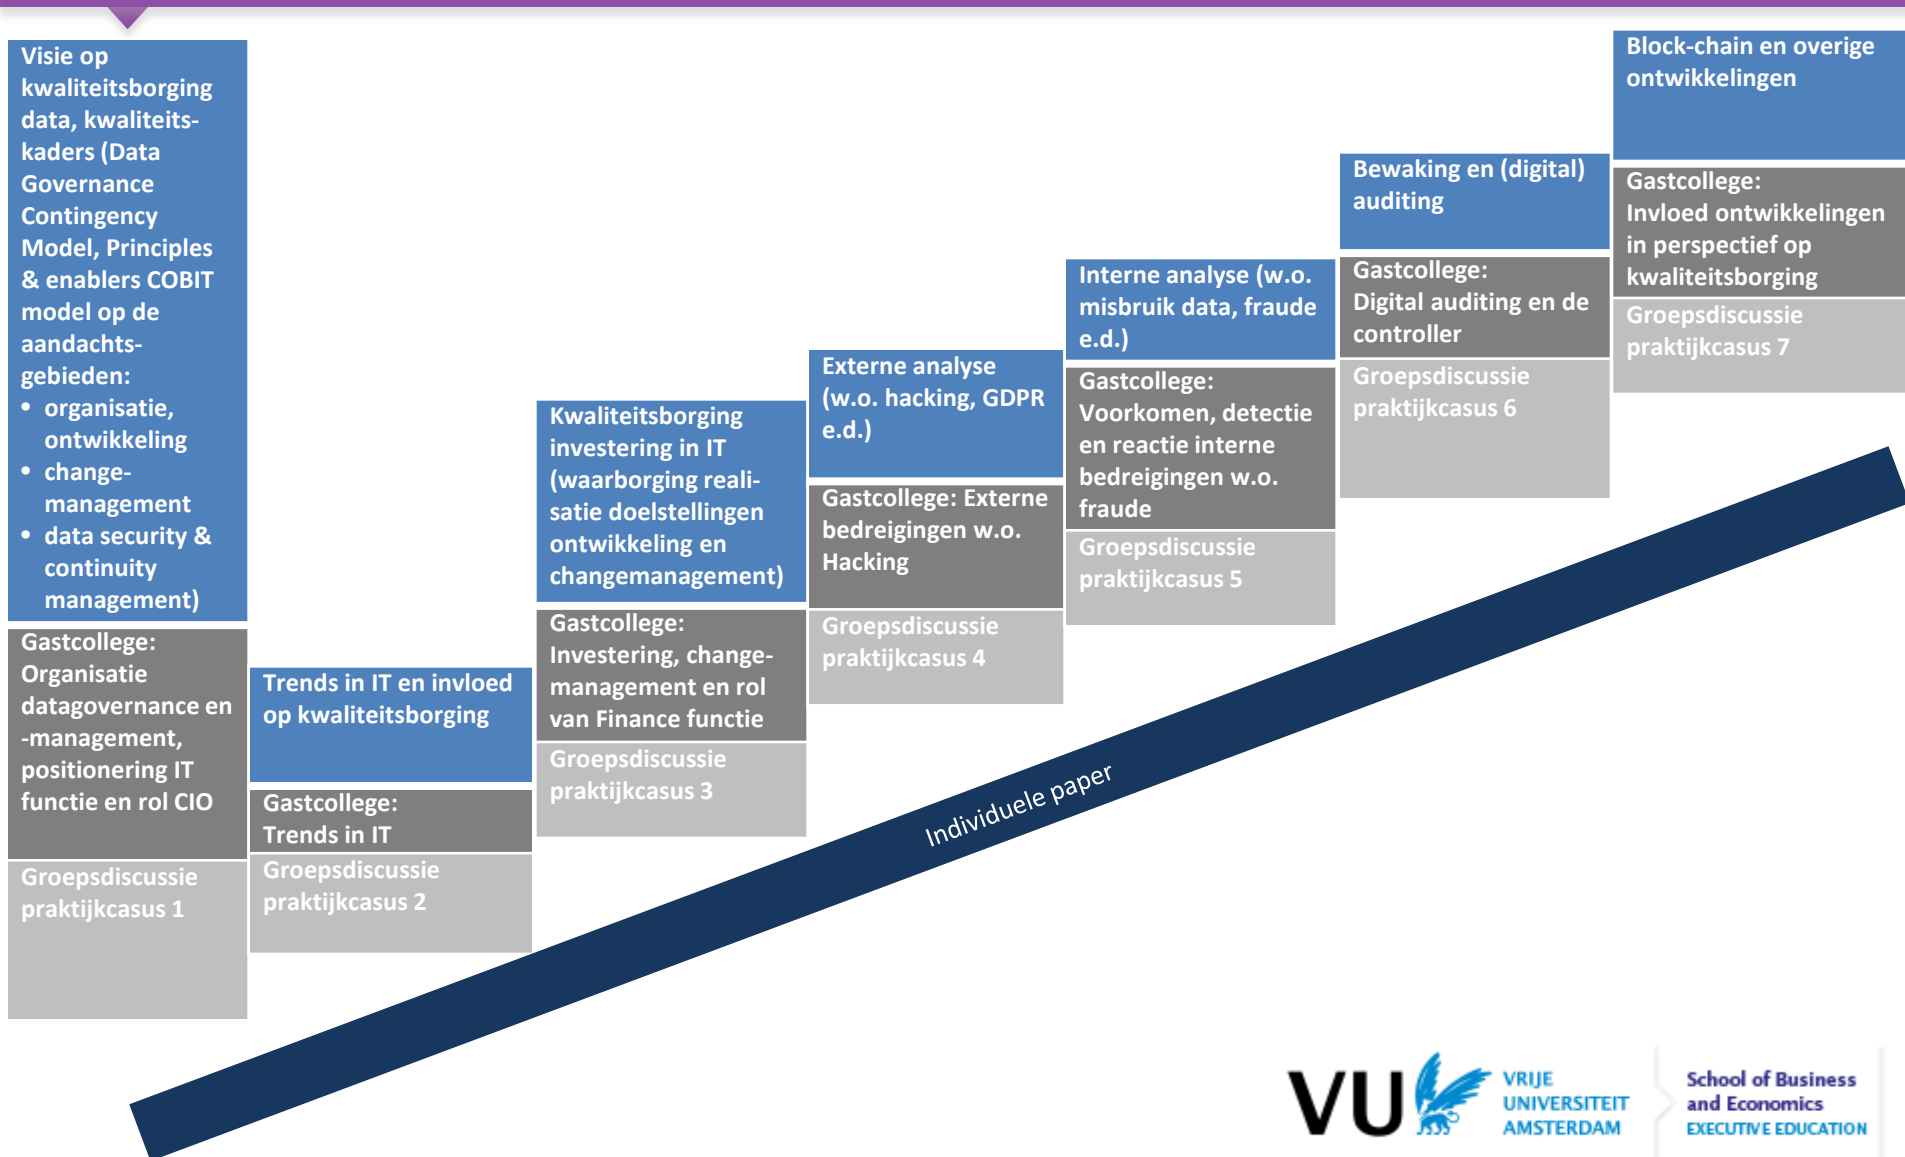 Visie op
kwaliteitsborging
data, kwaliteits-
kaders (Data
Governance
Contingency
Model, Principles
& enablers COBIT
model op de
aandachts-
gebieden:
• organisatie,
ontwikkeling
• change-
management
• data security &
continuity
management)
Gastcollege:
Organisatie
datagovernance en
-management,
positionering IT
functie en rol CIO
Groepsdiscussie
praktijkcasus 1
Trends in IT en invloed
op kwaliteitsborging
Gastcollege:
Trends in IT
Groepsdiscussie
praktijkcasus 2
Kwaliteitsborging
investering in IT
(waarborging reali-
satie doelstellingen
ontwikkeling en
changemanagement)
Gastcollege:
Investering, change-
management en rol
van Finance functie
Groepsdiscussie
praktijkcasus 3
Externe analyse
(w.o. hacking, GDPR
e.d.)
Gastcollege: Externe
bedreigingen w.o.
Hacking
Groepsdiscussie
praktijkcasus 4
Interne analyse (w.o.
misbruik data, fraude
e.d.)
Gastcollege:
Voorkomen, detectie
en reactie interne
bedreigingen w.o.
fraude
Groepsdiscussie
praktijkcasus 5
Bewaking en (digital)
auditing
Gastcollege:
Digital auditing en de
controller
Groepsdiscussie
praktijkcasus 6
Block-chain en overige
ontwikkelingen
Gastcollege:
Invloed ontwikkelingen
in perspectief op
kwaliteitsborging
Groepsdiscussie
praktijkcasus 7
Individuele paper
VU
VRIJE
UNIVERSITEIT
AMSTERDAM
School of Business
and Economics
EXECUTIVE EDUCATION